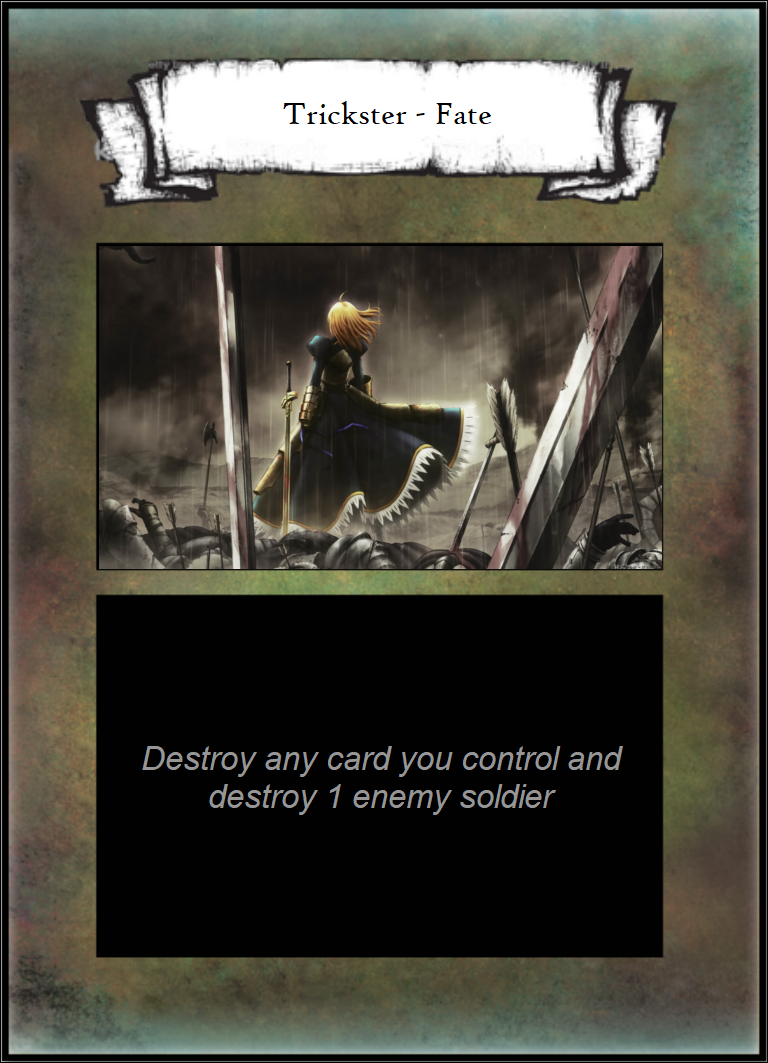 Trickster - Fate
Destroy any card you control and
destroy 1 enemy soldier